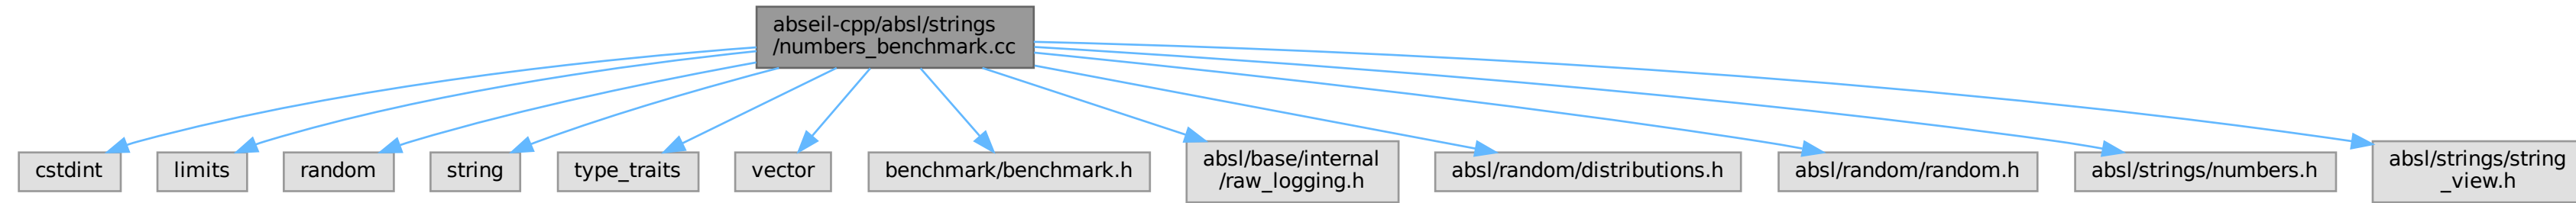 abseil-cpp/absl/strings
/numbers_benchmark.cc
cstdint
limits
random
string
type_traits
vector
benchmark/benchmark.h
absl/base/internal
/raw_logging.h
absl/random/distributions.h
absl/random/random.h
absl/strings/numbers.h
absl/strings/string
_view.h